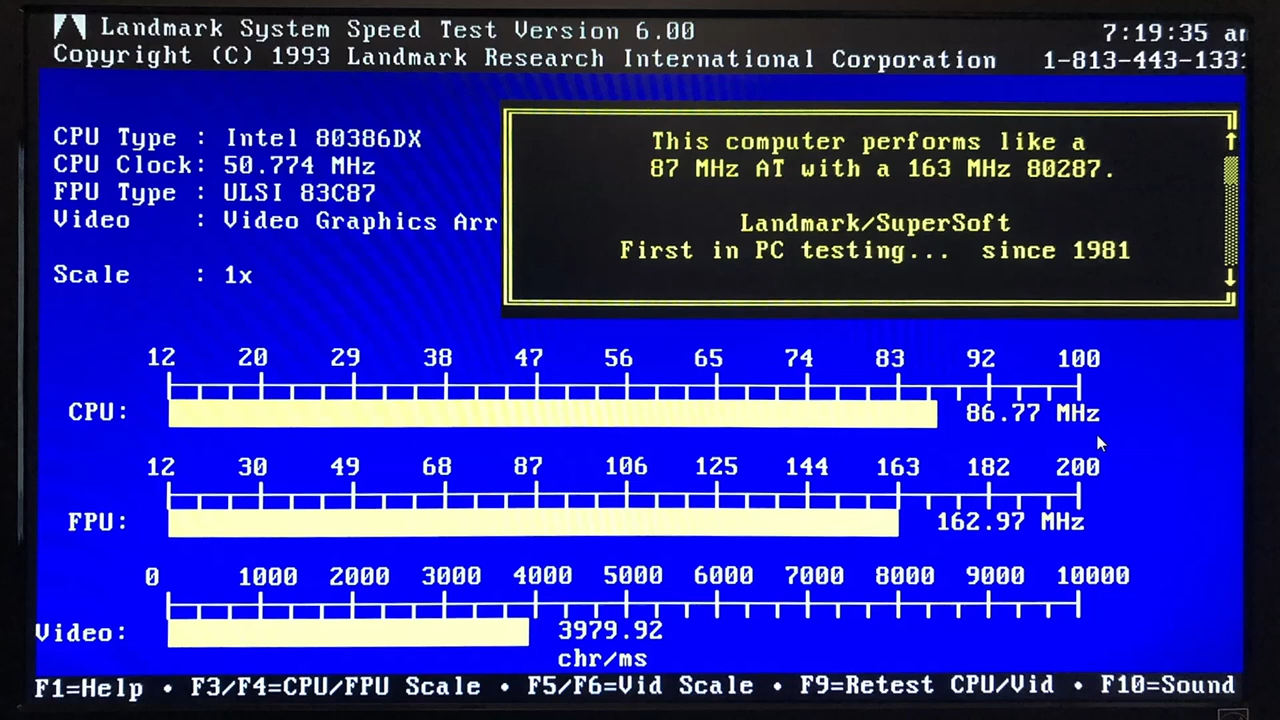 Landmark System Speed Test Version 6.00 7:19:35
Copyright (C) 1993 Landmark Research International Corporation 1-813-443-1331
CPU Type : Intel 80386DX
CPU Clock: 50.774 MHz
FPU Type : ULSI 83C87
Video : Video Graphics Arr
Scale : 1x
This computer performs like a
87 MHz AT with a 163 MHz 80287.
Landmark/SuperSoft
First in PC testing... since 1981
12 20 29 38 47 56 65 74 83 92 100
CPU: 86.77 MHz
12 30 49 68 87 106 125 144 163 182 200
FPU: 162.97 MHz
0 1000 2000 3000 4000 5000 6000 7000 8000 9000 10000
Video: 3979.92
chr/ms
F1=Help • F3/F4=CPU/FPU Scale • F5/F6=Vid Scale • F9=Retest CPU/Vid • F10=Sound